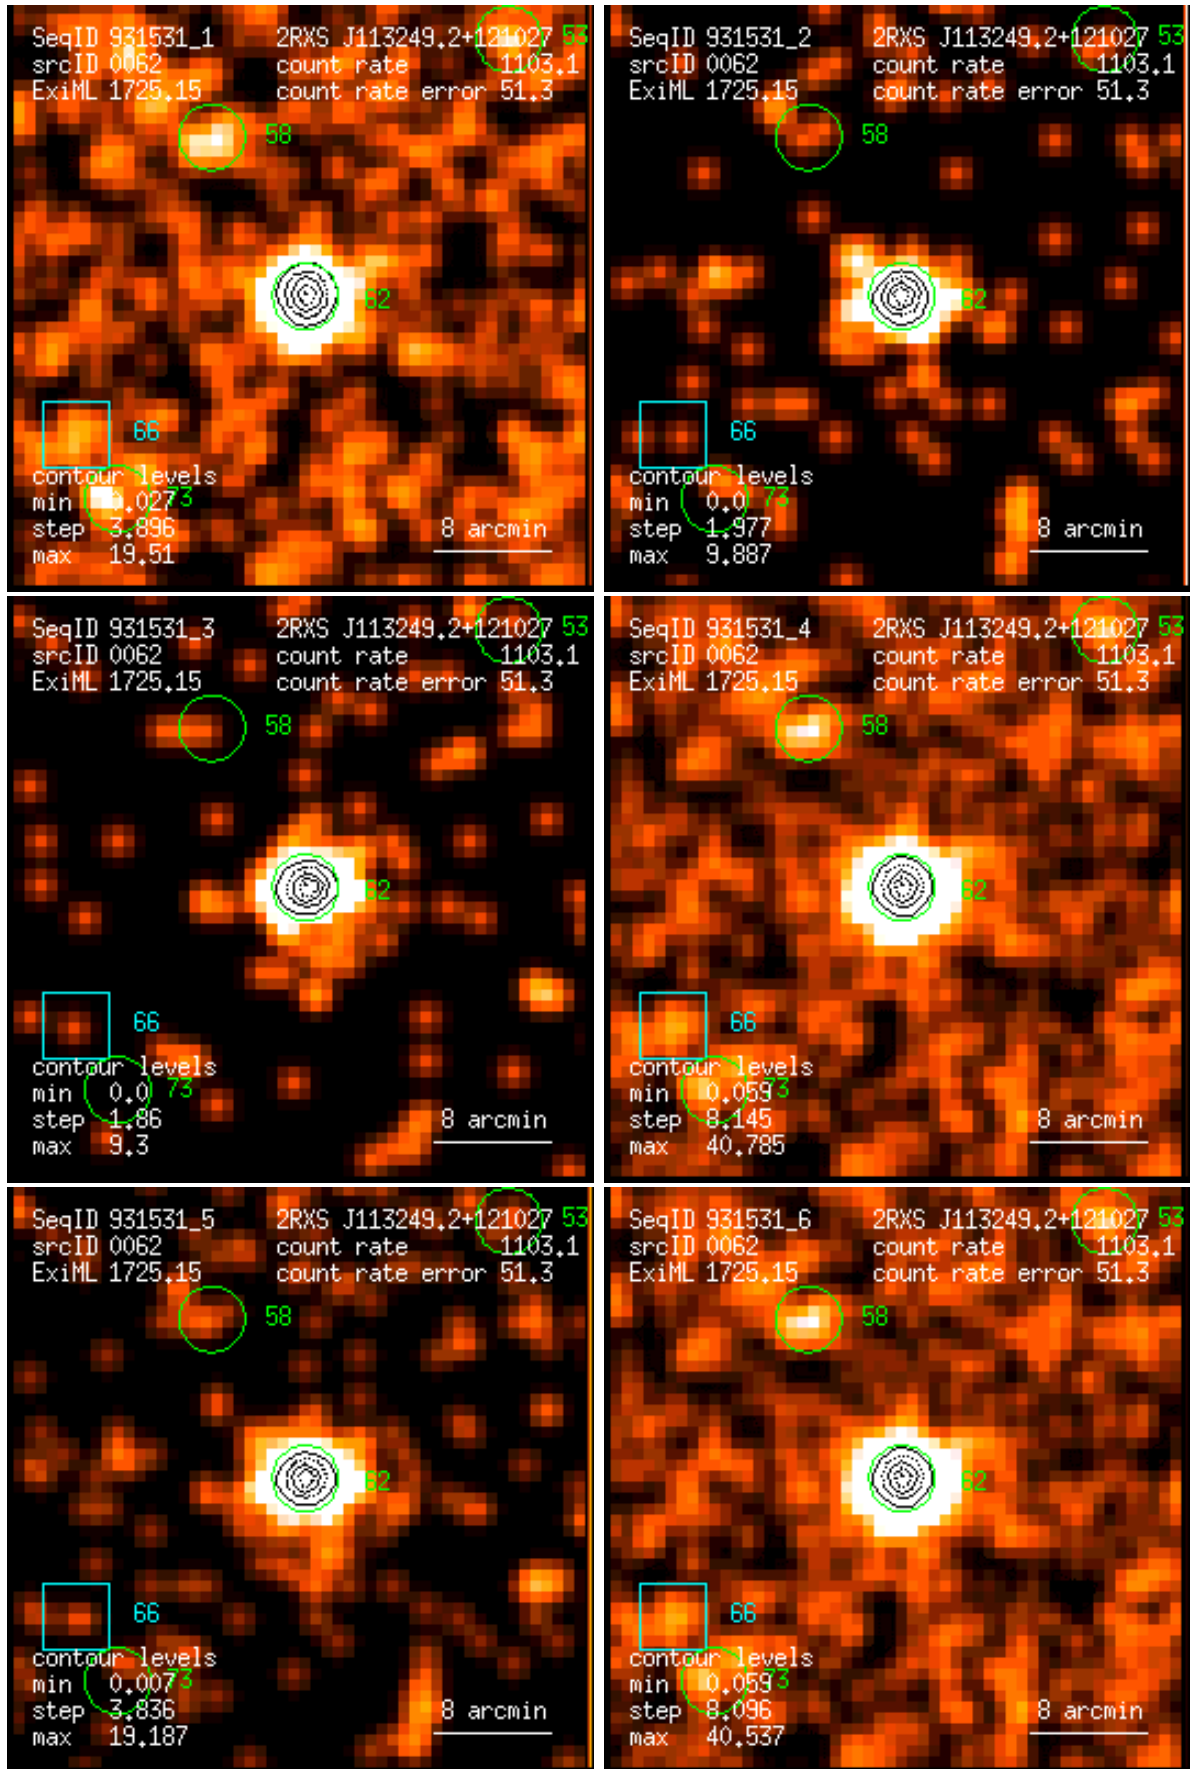 SeqID 931531_1 2RXS J113249.2+121027 53
srcID 0062 count rate 1103.1
ExiML 1725.15 count rate error 51.3
58
62
66
contour levels
min 0.027 73
step 3.896 8 arcmin
max 19.51
SeqID 931531_2 2RXS J113249.2+121027 53
srcID 0062 count rate 1103.1
ExiML 1725.15 count rate error 51.3
58
62
66
contour levels
min 0.0 73
step 1.977 8 arcmin
max 9.887
SeqID 931531_3 2RXS J113249.2+121027 53
srcID 0062 count rate 1103.1
ExiML 1725.15 count rate error 51.3
58
62
66
contour levels
min 0.0 73
step 1.86 8 arcmin
max 9.3
SeqID 931531_4 2RXS J113249.2+121027 53
srcID 0062 count rate 1103.1
ExiML 1725.15 count rate error 51.3
58
62
66
contour levels
min 0.059 73
step 8.145 8 arcmin
max 40.785
SeqID 931531_5 2RXS J113249.2+121027 53
srcID 0062 count rate 1103.1
ExiML 1725.15 count rate error 51.3
58
62
66
contour levels
min 0.007 73
step 3.836 8 arcmin
max 19.187
SeqID 931531_6 2RXS J113249.2+121027 53
srcID 0062 count rate 1103.1
ExiML 1725.15 count rate error 51.3
58
62
66
contour levels
min 0.059 73
step 8.096 8 arcmin
max 40.537